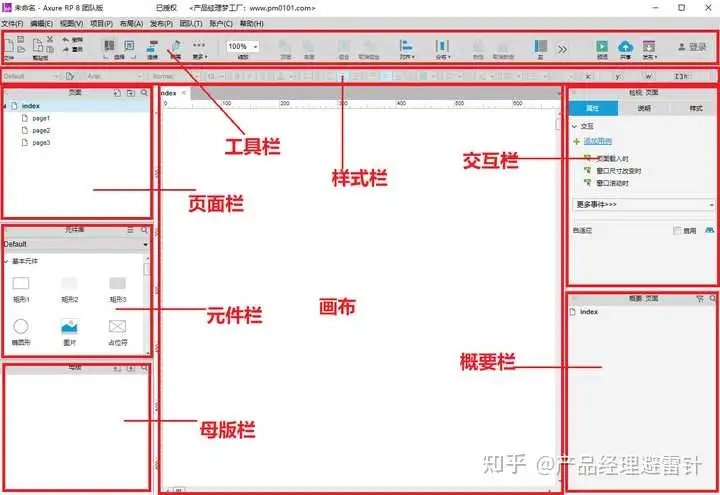 未命名 - Axure RP 8 团队版 已授权 <产品经理梦工厂：www.pm0101.com>
文件(F) 编辑(E) 视图(V) 项目(P) 布局(A) 发布(P) 团队(T) 账户(C) 帮助(H)
文件 粘贴板 选择 连接 更多 100% 缩放 对齐 分布 左 预览 共享 发布 登录
Default Arial Normal x: y: w:
页面
index
page1
page2
page3
index
0 100 200 300 400 500 600
工具栏
样式栏
页面栏
交互栏
检视: 页面
属性 说明 样式
交互
添加用例
页面载入时
窗口尺寸改变时
窗口滚动时
更多事件>>>
自适应 启用
元件库
Default
基本元件
矩形1 矩形2 矩形3
椭圆形 图片 占位符
元件栏
画布
概要: 页面
index
概要栏
母版
母版栏
知乎 @产品经理避雷针